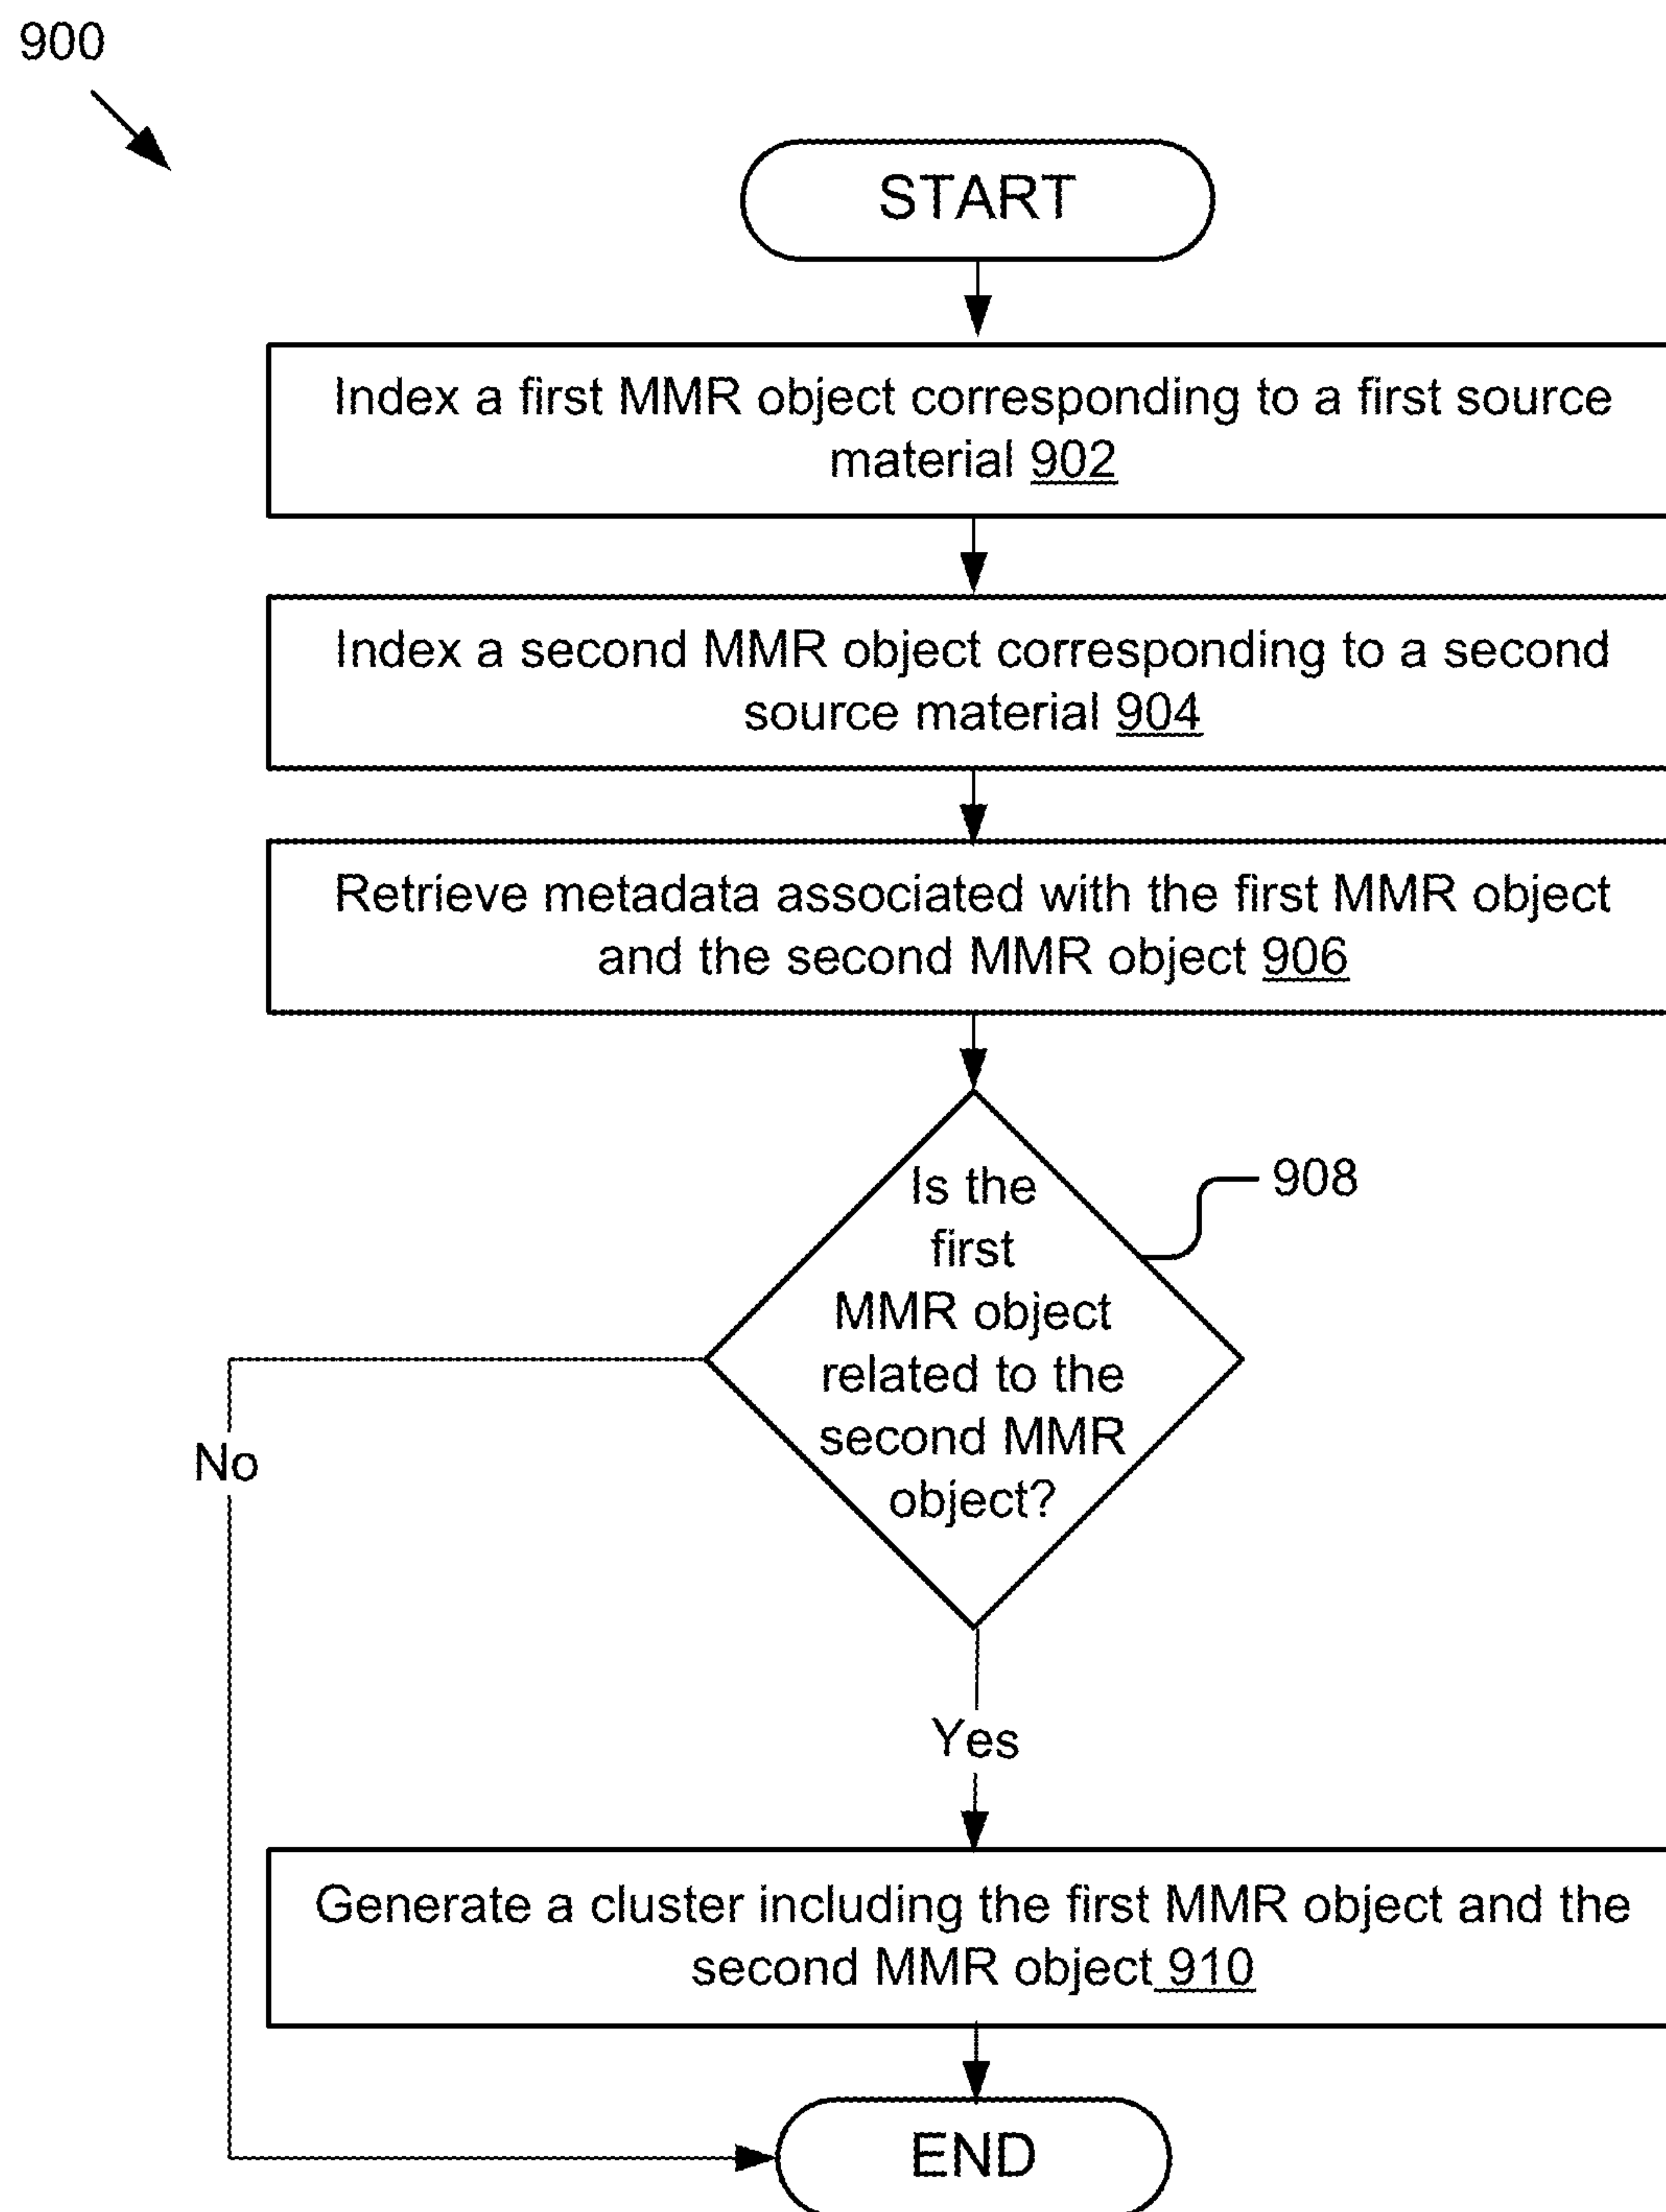 900
START
Index a first MMR object corresponding to a first source
material 902
Index a second MMR object corresponding to a second
source material 904
Retrieve metadata associated with the first MMR object
and the second MMR object 906
Is the
first
MMR object
related to the
second MMR
object?
908
No
Yes
Generate a cluster including the first MMR object and the
second MMR object 910
END